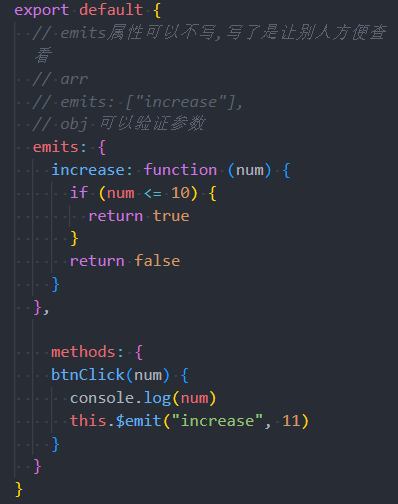 export default {
// emits属性可以不写,写了是让别人方便查
看
// arr
// emits: ["increase"],
// obj 可以验证参数
emits: {
increase: function (num) {
if (num <= 10) {
return true
}
return false
}
},
methods: {
btnClick(num) {
console.log(num)
this.$emit("increase", 11)
}
}
}